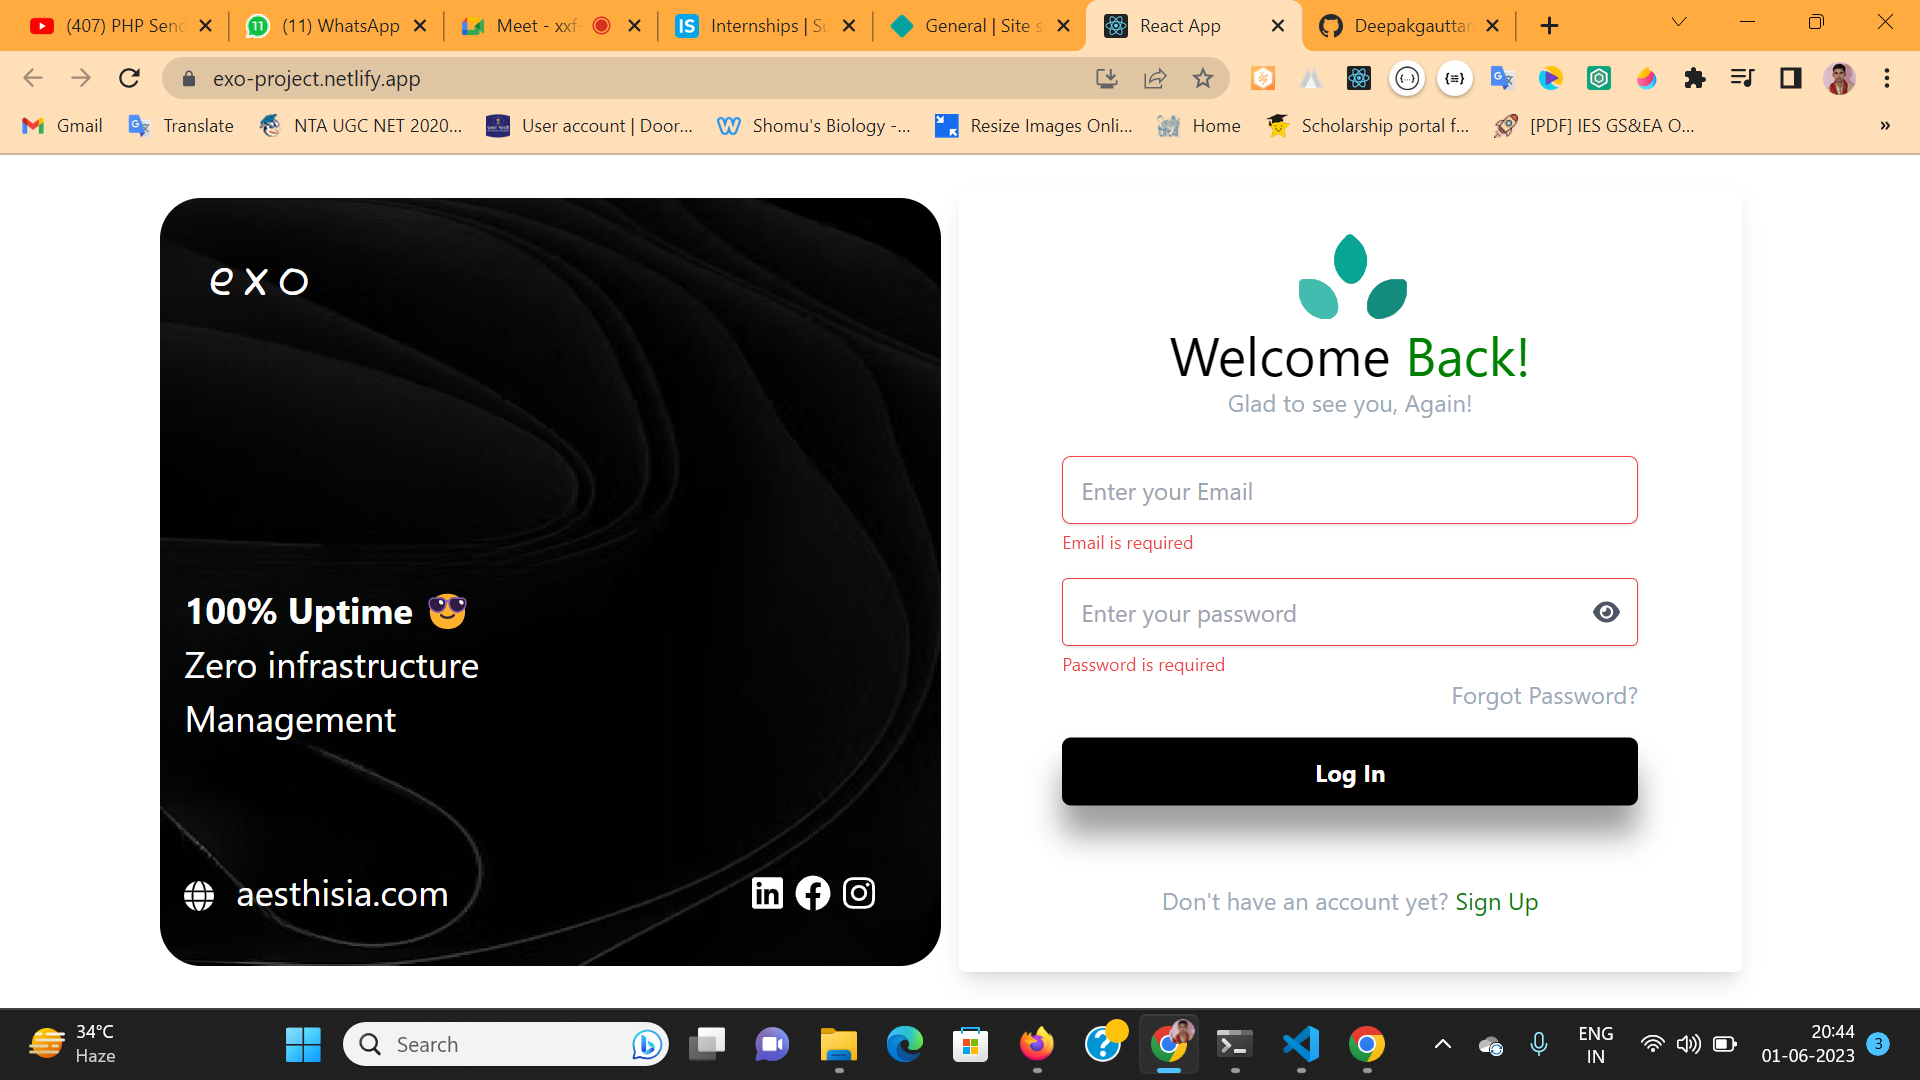 (407) PHP Send
(11) WhatsApp
Meet - xxf-
Internships | Su
General | Site s
React App
Deepakgauttam
exo-project.netlify.app
Gmail
Translate
NTA UGC NET 2020...
User account | Door...
Shomu's Biology -...
Resize Images Onli...
Home
Scholarship portal f...
[PDF] IES GS&EA O...
»
exo
100% Uptime 😎
Zero infrastructure
Management
aesthisia.com
Welcome Back!
Glad to see you, Again!
Enter your Email
Email is required
Enter your password
Password is required
Forgot Password?
Log In
Don't have an account yet? Sign Up
34°C
Haze
Search
ENG
IN
20:44
01-06-2023
3